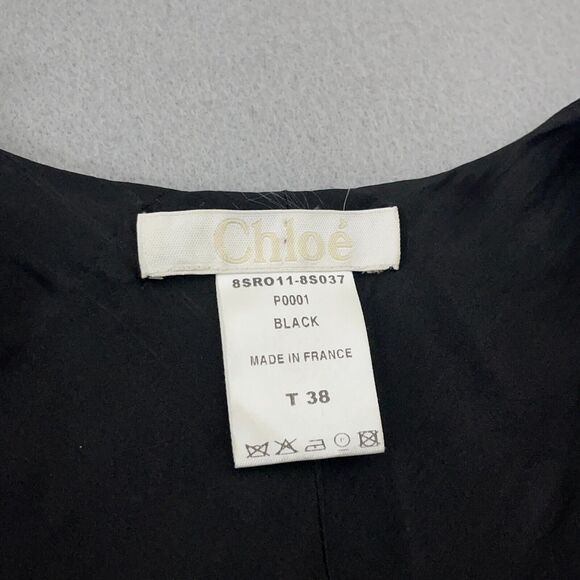 Chloé
8SRO11-8S037
P0001
BLACK
MADE IN FRANCE
T 38